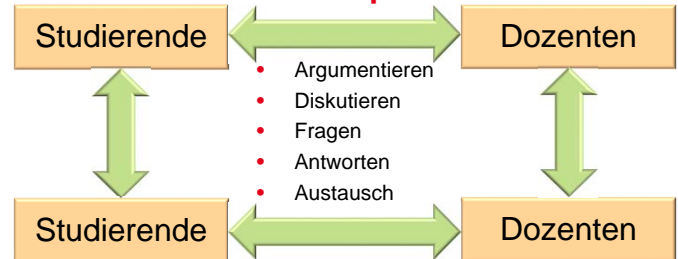 Studierende
Dozenten
• Argumentieren
• Diskutieren
• Fragen
• Antworten
• Austausch
Studierende
Dozenten